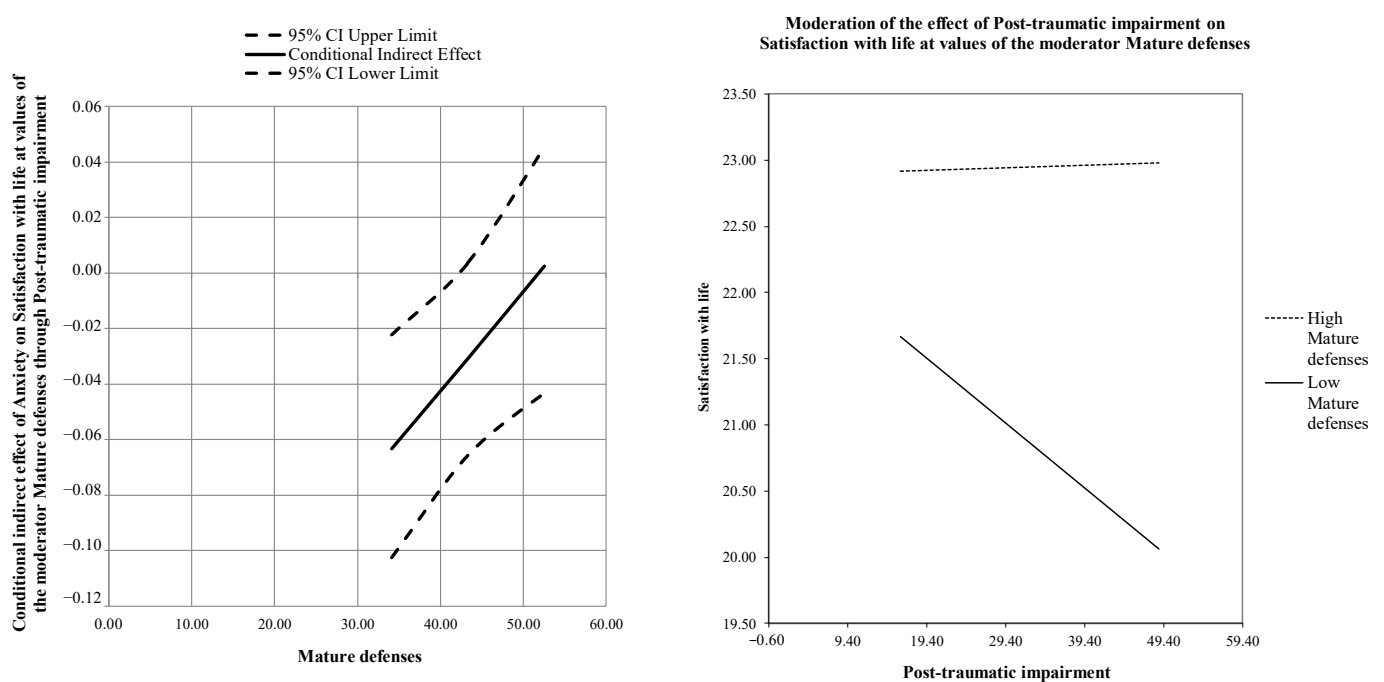 95% CI Upper Limit
Conditional Indirect Effect
95% CI Lower Limit
Conditional indirect effect of Anxiety on Satisfaction with life at values of
the moderator Mature defenses through Post-traumatic impairment
0.06
0.04
0.02
0.00
−0.02
−0.04
−0.06
−0.08
−0.10
−0.12
0.00 10.00 20.00 30.00 40.00 50.00 60.00
Mature defenses
Moderation of the effect of Post-traumatic impairment on
Satisfaction with life at values of the moderator Mature defenses
Satisfaction with life
23.50
23.00
22.50
22.00
21.50
21.00
20.50
20.00
19.50
−0.60 9.40 19.40 29.40 39.40 49.40 59.40
Post-traumatic impairment
High
Mature
defenses
Low
Mature
defenses